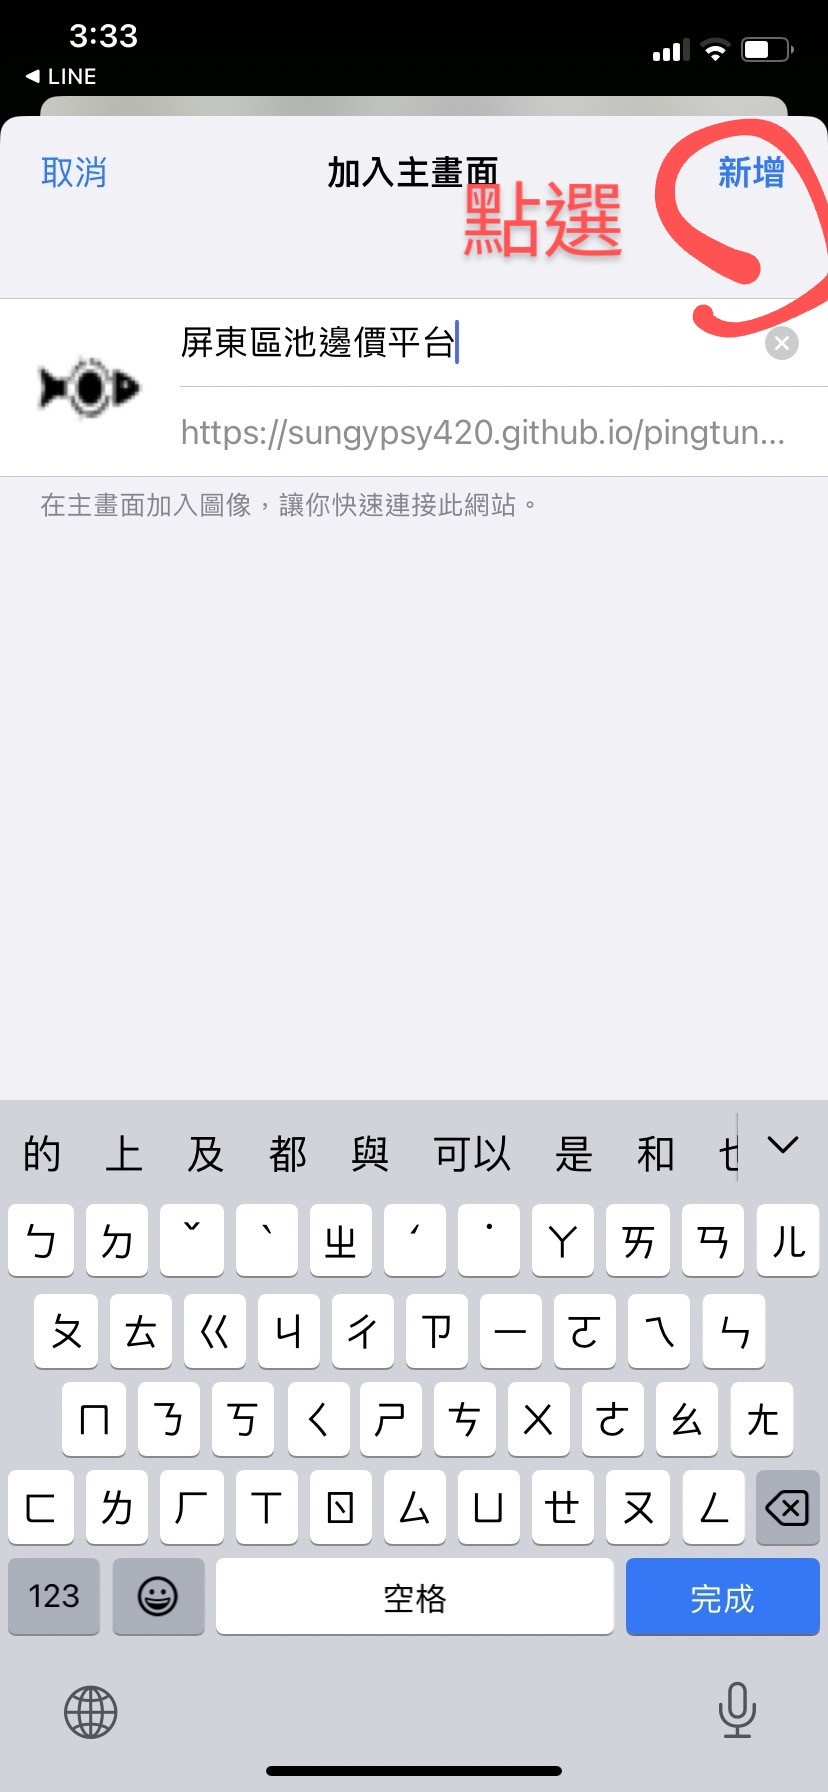 3:33
◀ LINE
取消 加入主畫面 新增
點選
屏東區池邊價平台
https://sungypsy420.github.io/pingtun...
在主畫面加入圖像，讓你快速連接此網站。
的 上 及 都 與 可以 是 和
ㄅ ㄉ ˇ ˋ ㄓ ˊ ˙ ㄚ ㄞ ㄢ ㄦ
ㄆ ㄊ ㄍ ㄐ ㄔ ㄗ ㄧ ㄛ ㄟ ㄣ
ㄇ ㄋ ㄎ ㄑ ㄕ ㄘ ㄨ ㄜ ㄠ ㄤ
ㄈ ㄌ ㄏ ㄒ ㄖ ㄙ ㄩ ㄝ ㄡ ㄥ
123 空格 完成